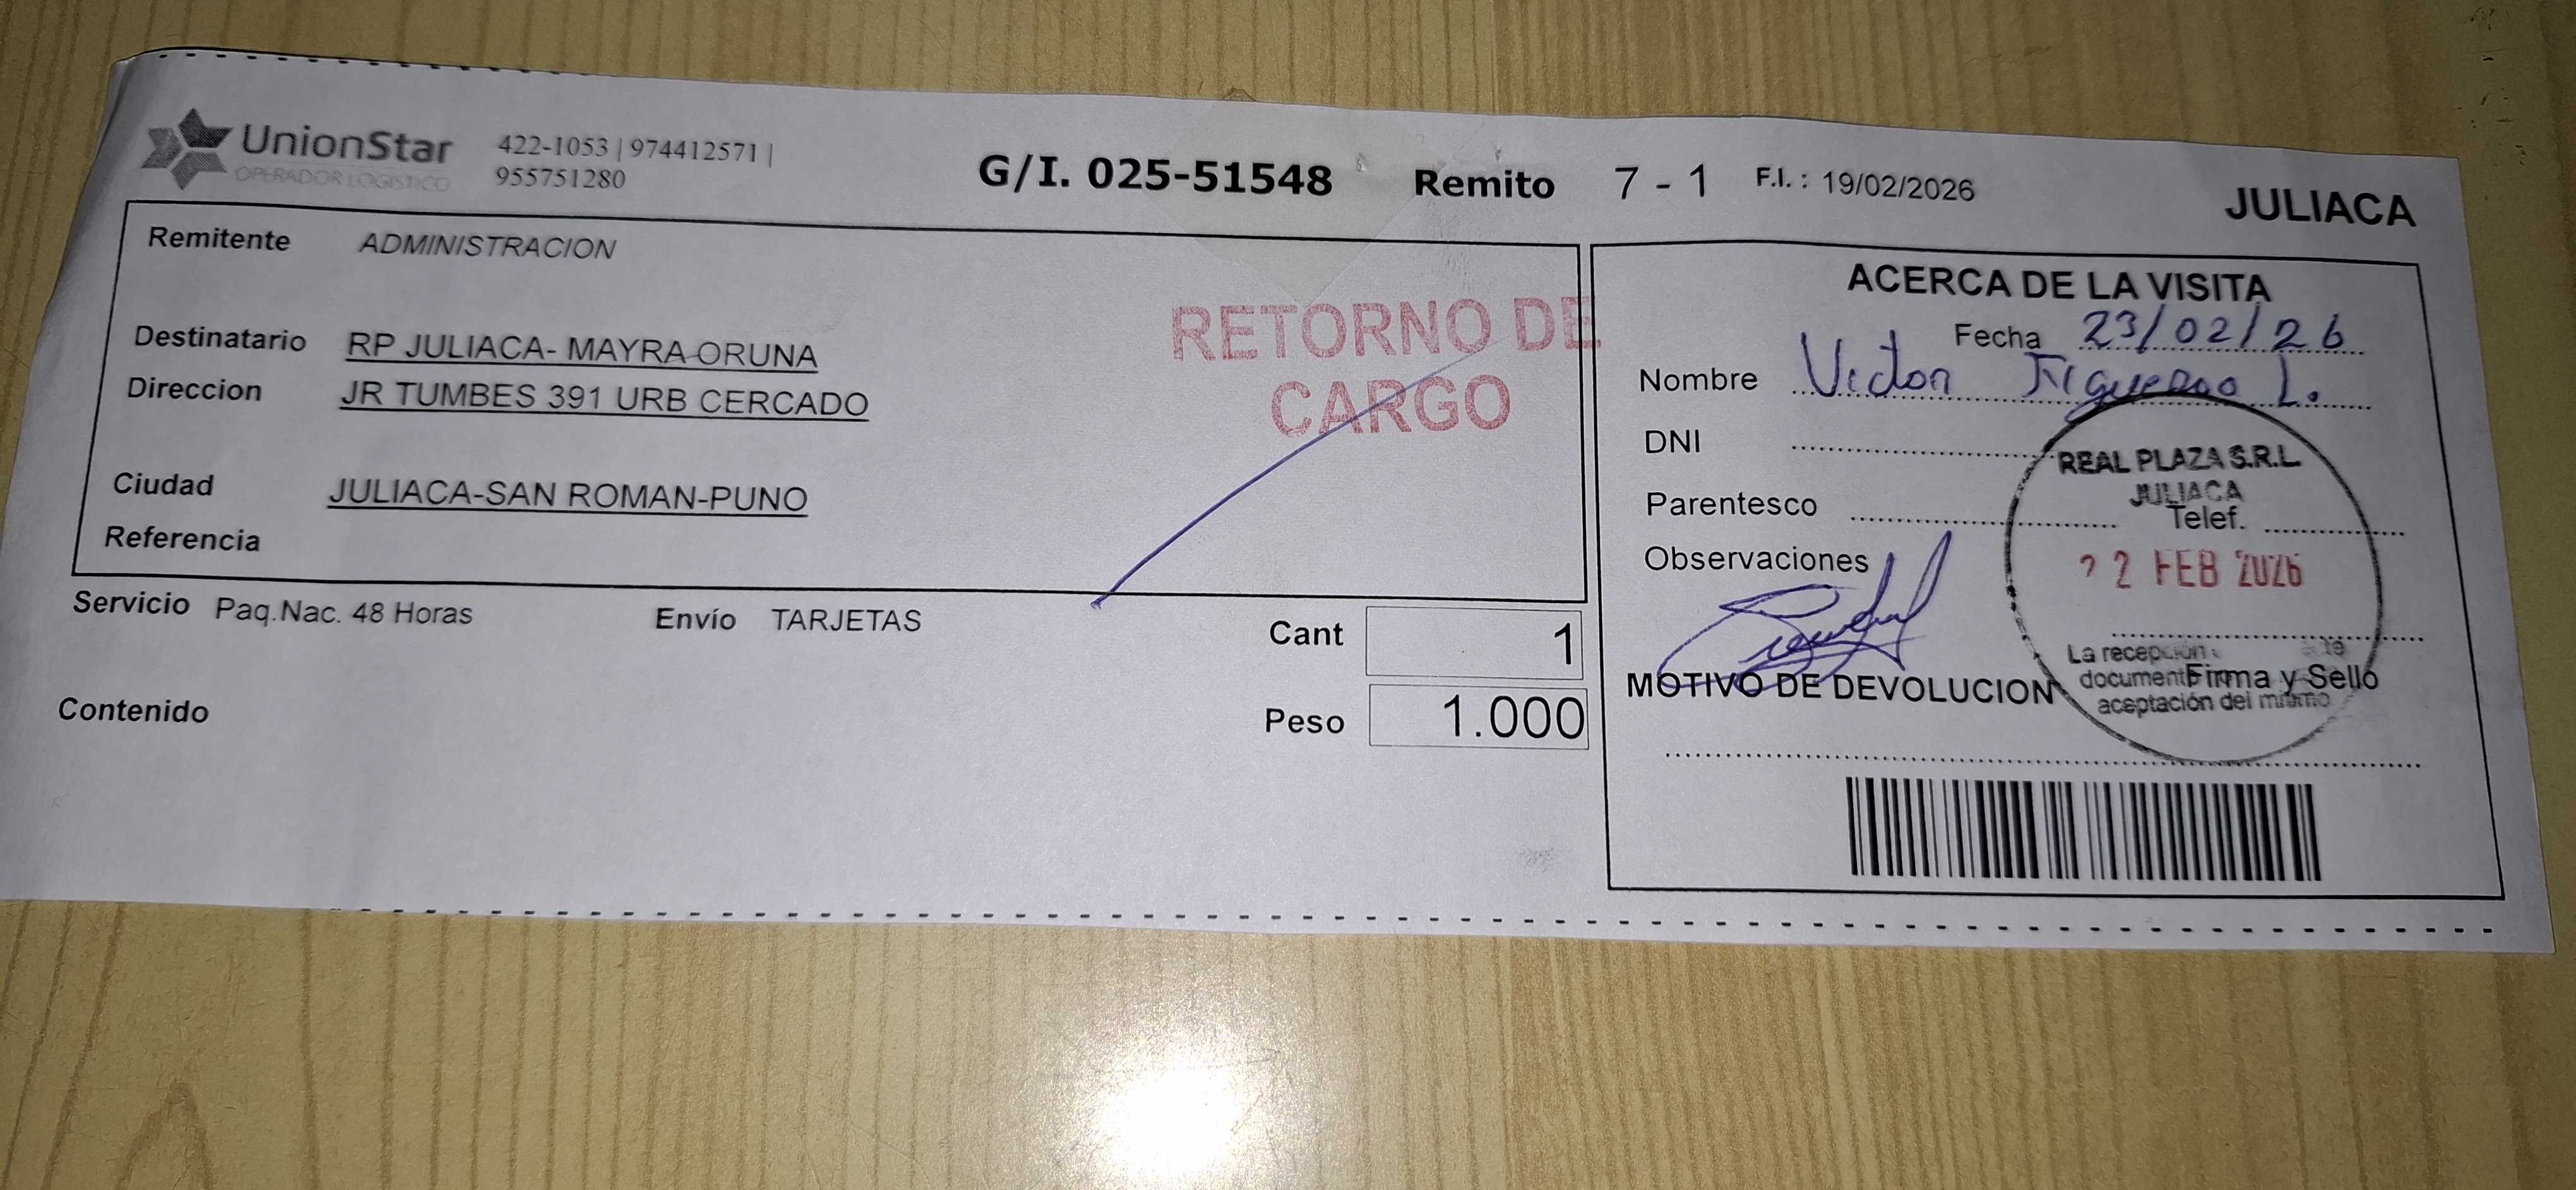 UnionStar
OPERADOR LOGISTICO
422-1053 | 974412571 |
955751280
G/I. 025-51548 Remito 7 - 1 F.I. : 19/02/2026
JULIACA
Remitente ADMINISTRACION
RETORNO DE
CARGO
Destinatario RP JULIACA- MAYRA ORUNA
Direccion JR TUMBES 391 URB CERCADO
Ciudad JULIACA-SAN ROMAN-PUNO
Referencia
Servicio Paq.Nac. 48 Horas Envío TARJETAS
Cant 1
Contenido
Peso 1.000
ACERCA DE LA VISITA
Fecha 23/02/26
Nombre Victor Figueroa L.
DNI
REAL PLAZA S.R.L.
JULIACA
Parentesco
Telef.
Observaciones
22 FEB 2026
La recepción
documento
aceptación del mismo
Firma y Sello
MOTIVO DE DEVOLUCION